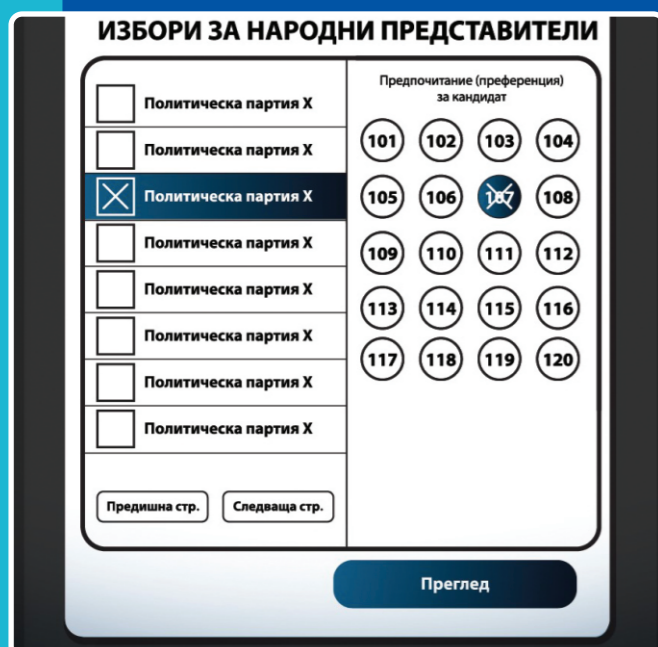 ИЗБОРИ ЗА НАРОДНИ ПРЕДСТАВИТЕЛИ
Политическа партия X
Политическа партия X
Политическа партия X
Политическа партия X
Политическа партия X
Политическа партия X
Политическа партия X
Политическа партия X
Предишна стр. Следваща стр.
Предпочитание (преференция)
за кандидат
101 102 103 104
105 106 107 108
109 110 111 112
113 114 115 116
117 118 119 120
Преглед